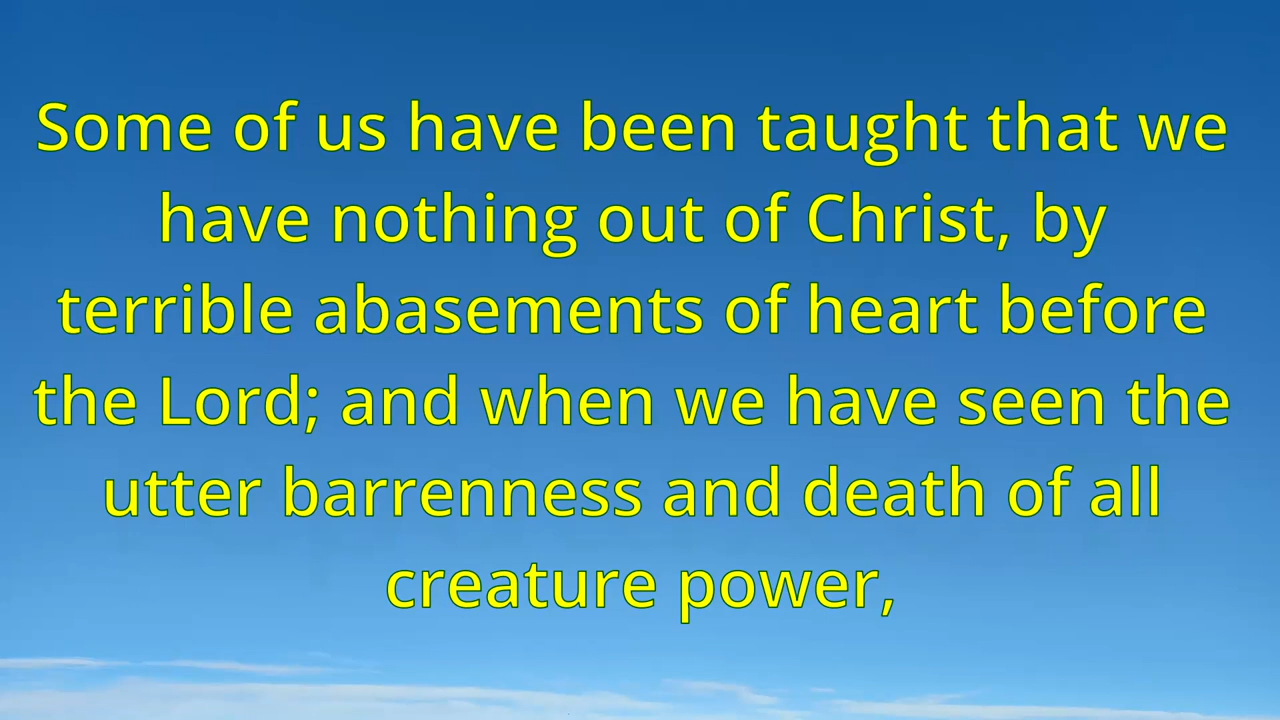 Some of us have been taught that we
have nothing out of Christ, by
terrible abasements of heart before
the Lord; and when we have seen the
utter barrenness and death of all
creature power,